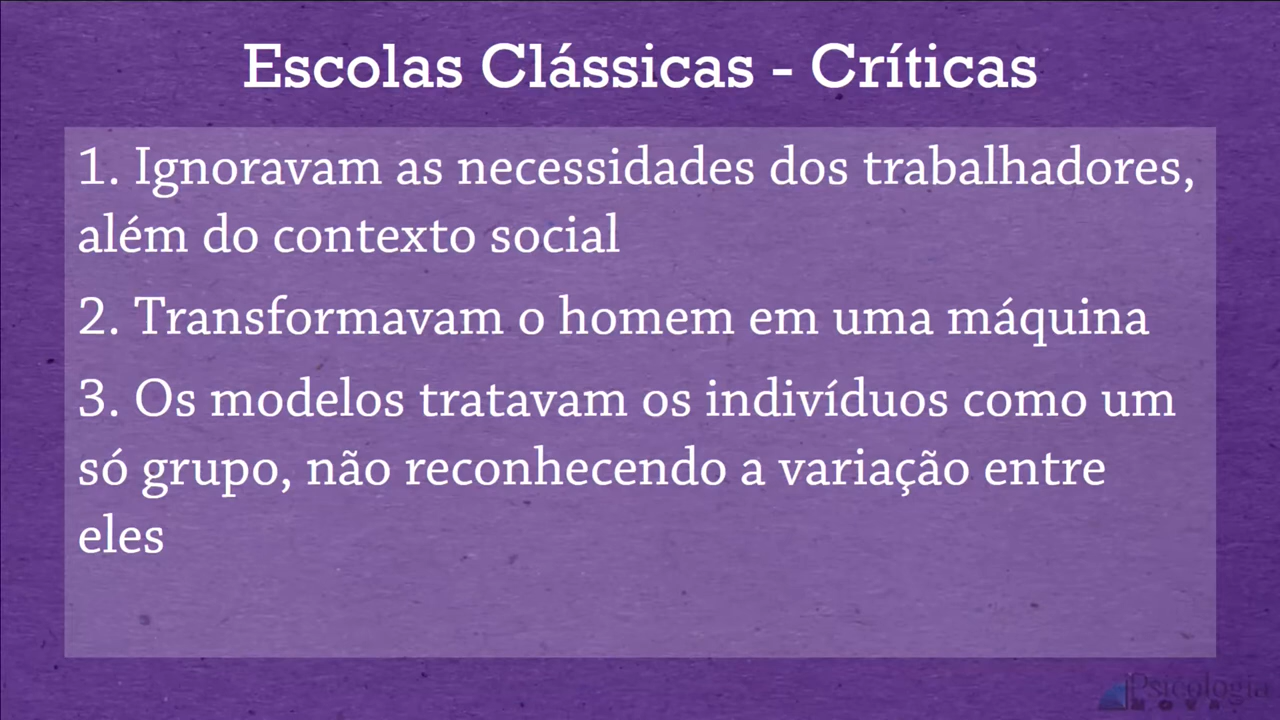 Escolas Clássicas - Críticas
1. Ignoravam as necessidades dos trabalhadores,
além do contexto social
2. Transformavam o homem em uma máquina
3. Os modelos tratavam os indivíduos como um
só grupo, não reconhecendo a variação entre
eles
Psicologia